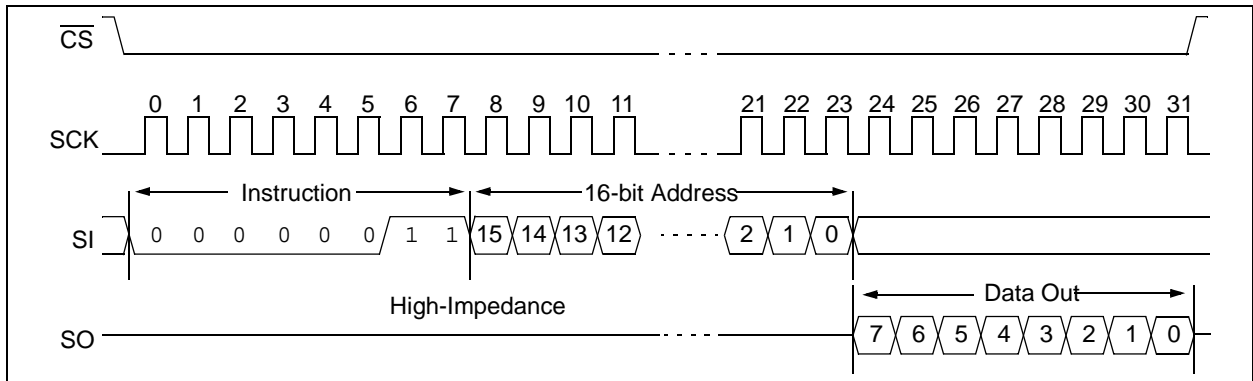 CS
0 1 2 3 4 5 6 7 8 9 10 11 21 22 23 24 25 26 27 28 29 30 31
SCK
Instruction 16-bit Address
SI 0 0 0 0 0 0 1 1 15 14 13 12 2 1 0
High-Impedance Data Out
SO 7 6 5 4 3 2 1 0